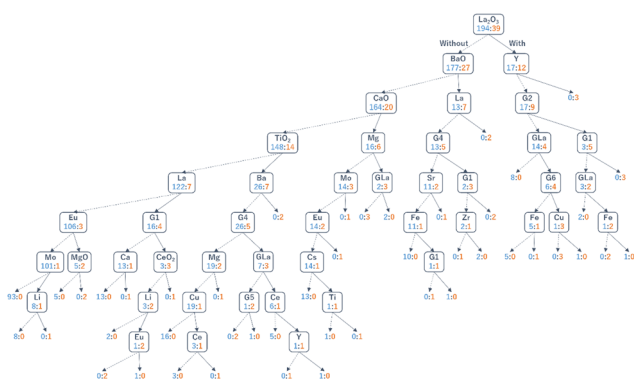 La₂O₃
194:39
Without
With
BaO
177:27
Y
17:12
CaO
164:20
La
13:7
G2
17:9
0:3
TiO₂
148:14
Mg
16:6
G4
13:5
0:2
GLa
14:4
G1
3:5
La
122:7
Ba
26:7
Mo
14:3
GLa
2:3
Sr
11:2
G1
2:3
8:0
G6
6:4
GLa
3:2
0:3
Eu
106:3
G1
16:4
G4
26:5
0:2
Eu
14:2
0:1
0:3
2:0
Fe
11:1
0:1
Zr
2:1
0:2
Fe
5:1
Cu
1:3
2:0
Fe
1:2
Mo
101:1
MgO
5:2
Ca
13:1
CeO₂
3:3
Mg
19:2
GLa
7:3
Cs
14:1
0:1
10:0
G1
1:1
0:1
2:0
5:0
0:1
0:3
1:0
0:2
1:0
93:0
Li
8:1
5:0
0:2
13:0
0:1
Li
3:2
0:1
Cu
19:1
0:1
G5
1:2
Ce
6:1
13:0
Ti
1:1
0:1
1:0
8:0
0:1
2:0
Eu
1:2
16:0
Ce
3:1
0:2
1:0
5:0
Y
1:1
1:0
0:1
0:2
1:0
3:0
0:1
0:1
1:0